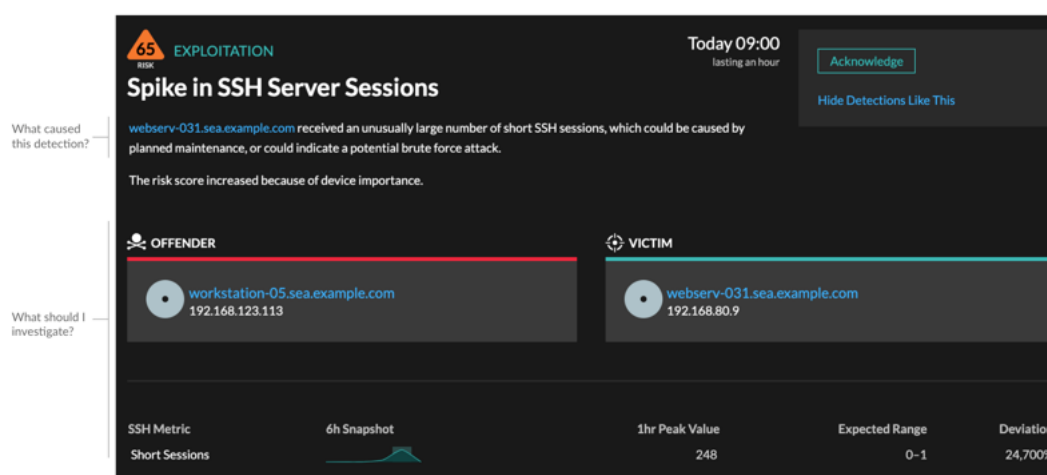 65
RISK
EXPLOITATION
Spike in SSH Server Sessions
Today 09:00
lasting an hour
Acknowledge
Hide Detections Like This
What caused
this detection?
webserv-031.sea.example.com received an unusually large number of short SSH sessions, which could be caused by
planned maintenance, or could indicate a potential brute force attack.
The risk score increased because of device importance.
What should I
investigate?
OFFENDER
workstation-05.sea.example.com
192.168.123.113
VICTIM
webserv-031.sea.example.com
192.168.80.9
SSH Metric 6h Snapshot 1hr Peak Value Expected Range Deviatio
Short Sessions 248 0–1 24,700%